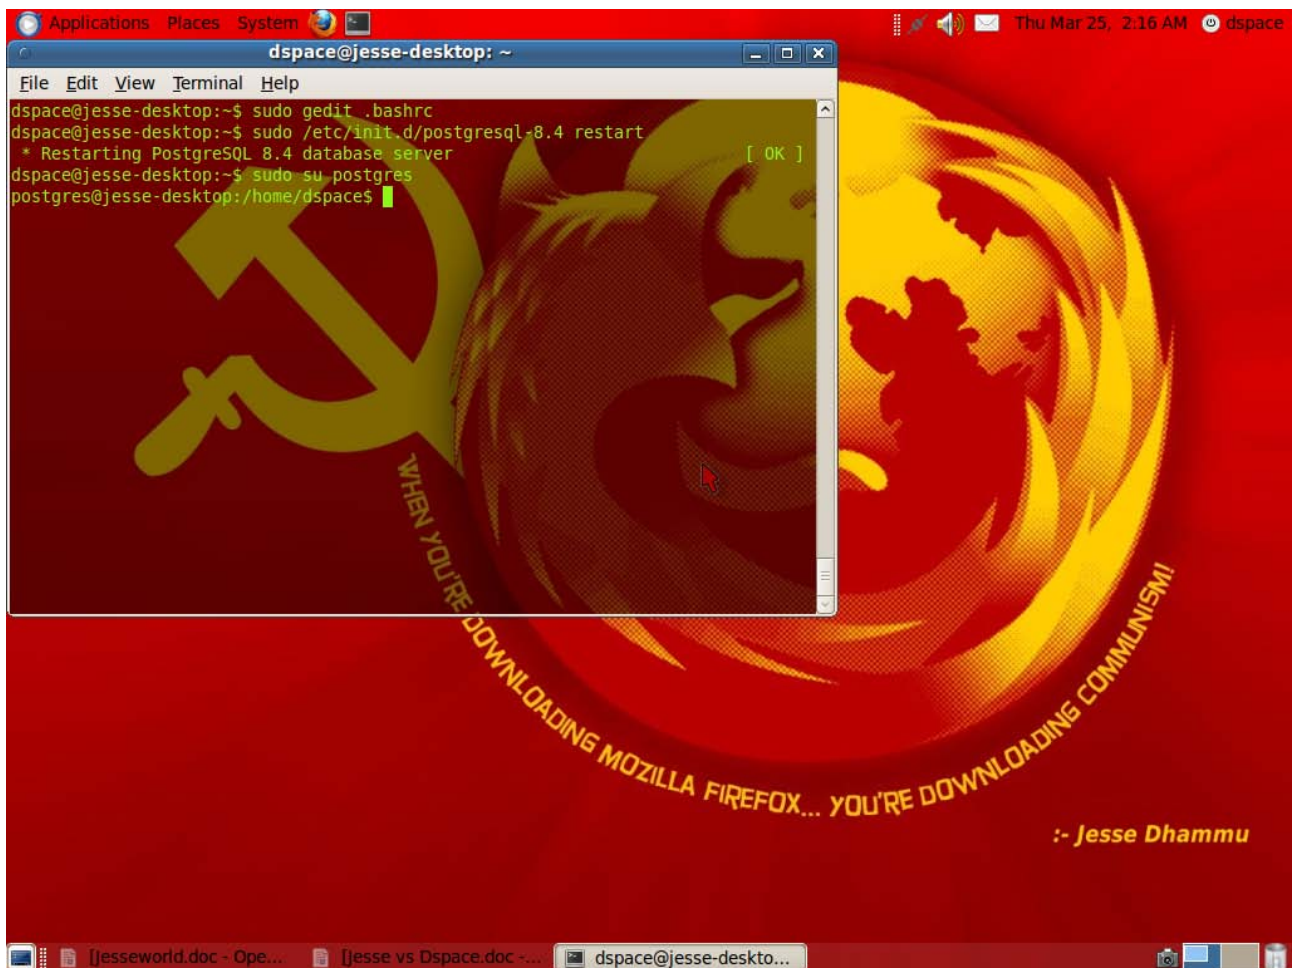 Applications Places System Thu Mar 25, 2:16 AM dspace
dspace@jesse-desktop: ~
File Edit View Terminal Help
dspace@jesse-desktop:~$ sudo gedit .bashrc
dspace@jesse-desktop:~$ sudo /etc/init.d/postgresql-8.4 restart
* Restarting PostgreSQL 8.4 database server [ OK ]
dspace@jesse-desktop:~$ sudo su postgres
postgres@jesse-desktop:/home/dspace$
WHEN YOU'RE DOWNLOADING MOZILLA FIREFOX... YOU'RE DOWNLOADING COMMUNISM!
:- Jesse Dhammu
[Jesseworld.doc - Ope... [Jesse vs Dspace.doc -... dspace@jesse-deskto...